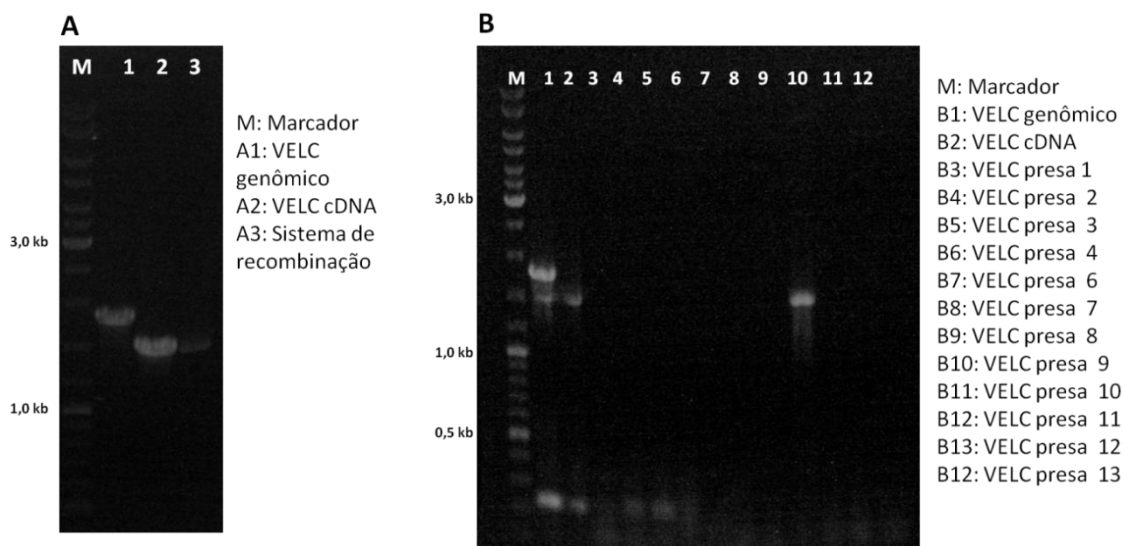 A
M 1 2 3
3,0 kb
1,0 kb
M: Marcador
A1: VELC
genômico
A2: VELC cDNA
A3: Sistema de
recombinação
B
M 1 2 3 4 5 6 7 8 9 10 11 12
3,0 kb
1,0 kb
0,5 kb
M: Marcador
B1: VELC genômico
B2: VELC cDNA
B3: VELC presa 1
B4: VELC presa 2
B5: VELC presa 3
B6: VELC presa 4
B7: VELC presa 6
B8: VELC presa 7
B9: VELC presa 8
B10: VELC presa 9
B11: VELC presa 10
B12: VELC presa 11
B13: VELC presa 12
B12: VELC presa 13